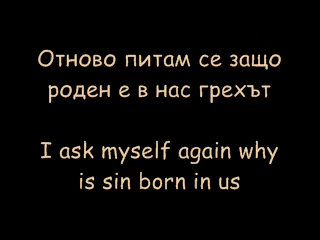 Отново питам се защо
роден е в нас грехът
I ask myself again why
is sin born in us